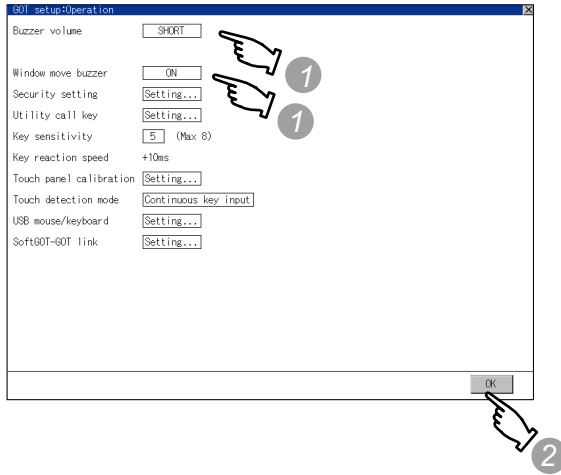 GOT setup:Operation
Buzzer volume SHORT
1
Window move buzzer ON
Security setting Setting...
1
Utility call key Setting...
Key sensitivity 5 (Max 8)
Key reaction speed +10ms
Touch panel calibration Setting...
Touch detection mode Continuous key input
USB mouse/keyboard Setting...
SoftGOT-GOT link Setting...
OK
2